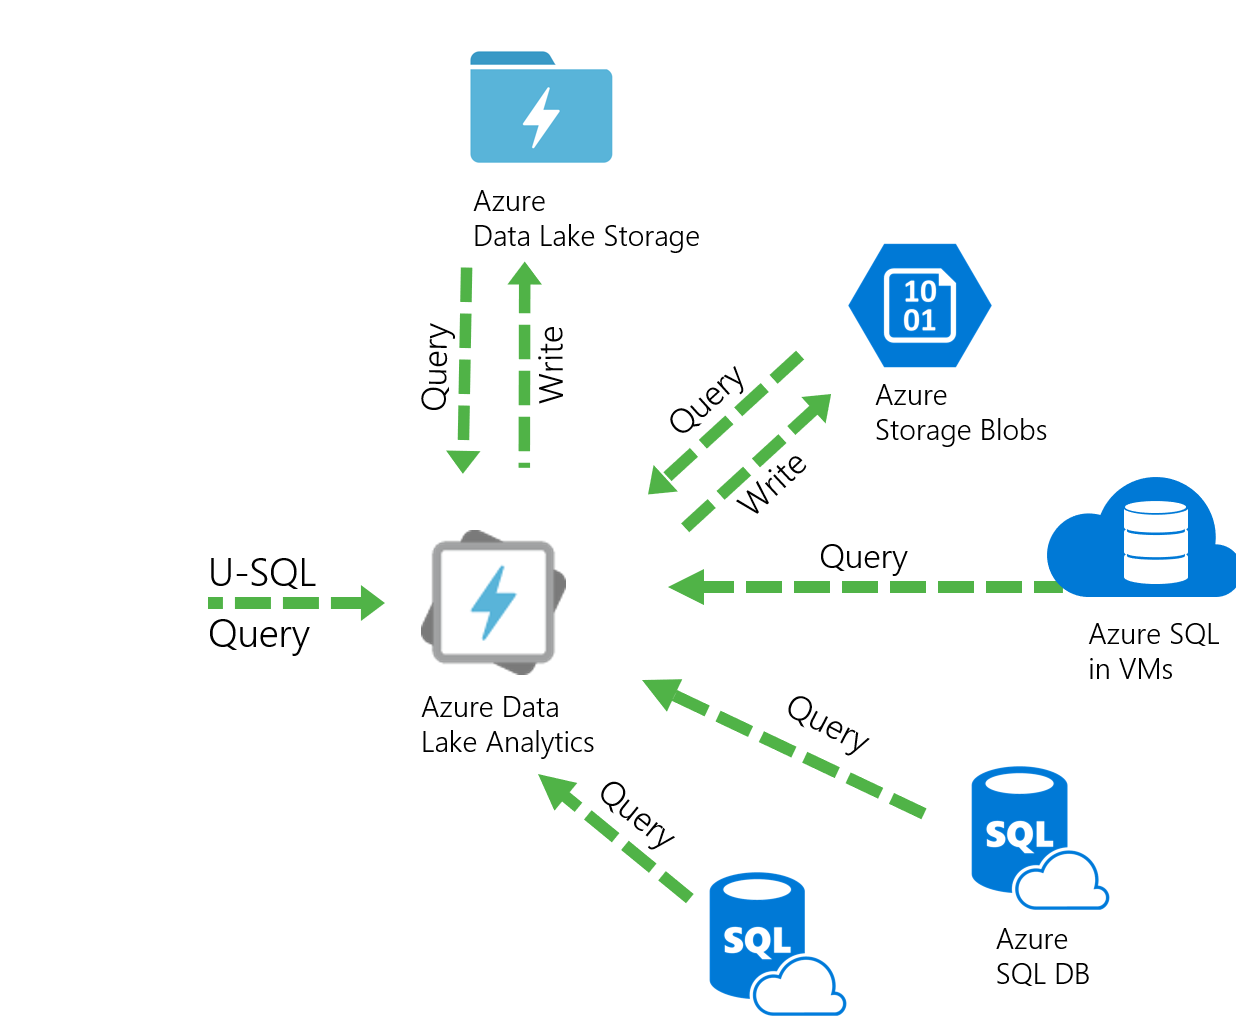 Azure
Data Lake Storage
Query
Write
10
01
Azure
Storage Blobs
Query
Write
U-SQL
Query
Query
Azure SQL
in VMs
Azure Data
Lake Analytics
Query
Query
SQL
Azure
SQL DB
SQL